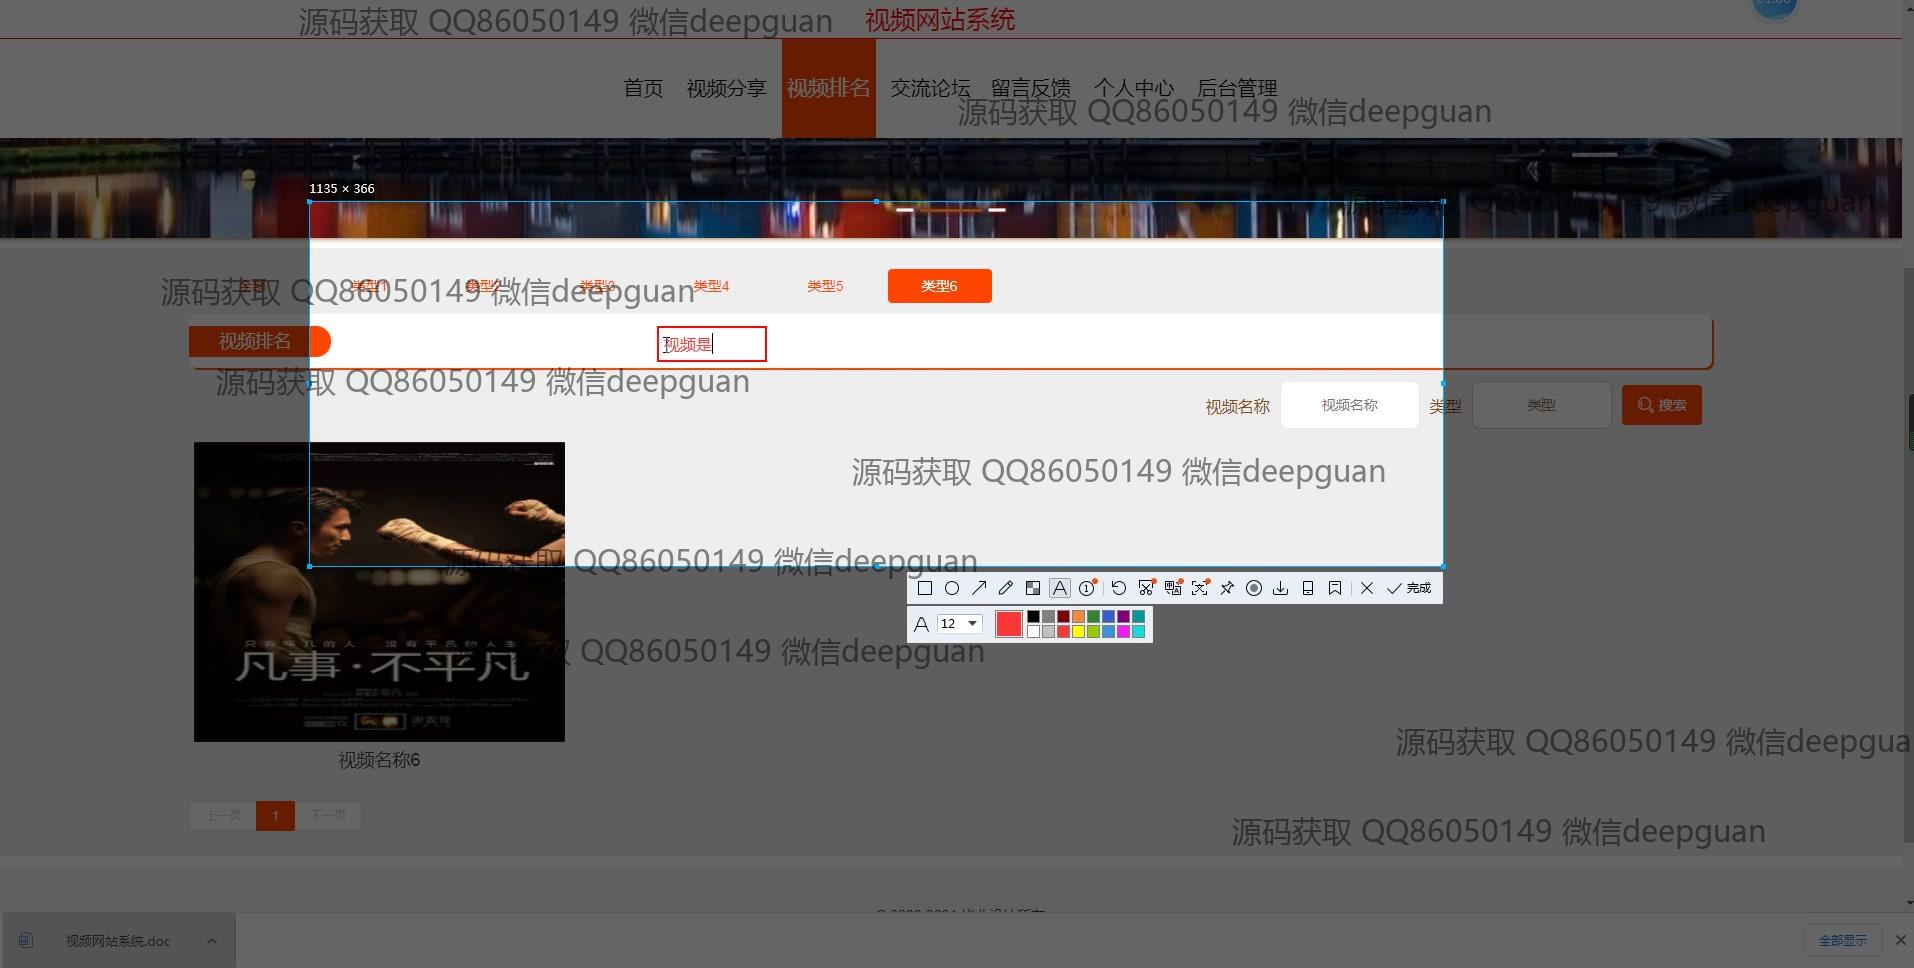 源码获取 QQ86050149 微信deepguan
视频网站系统
01:00
首页 视频分享 视频排名 交流论坛 留言反馈 个人中心 后台管理
源码获取 QQ86050149 微信deepguan
1135 × 366
源码获取 QQ86050149 微信deepguan
全部 类型1 类型2 类型3 类型4 类型5 类型6
源码获取 QQ86050149 微信deepguan
视频排名
视频是
源码获取 QQ86050149 微信deepguan
视频名称 视频名称 类型 类型 搜索
源码获取 QQ86050149 微信deepguan
源码获取 QQ86050149 微信deepguan
完成
A 12
只有平凡的人 没有平凡的人生
源码获取 QQ86050149 微信deepguan
凡事·不平凡
谢霆锋
源码获取 QQ86050149 微信deepguan
视频名称6
上一页 1 下一页
源码获取 QQ86050149 微信deepguan
视频网站系统.doc
全部显示